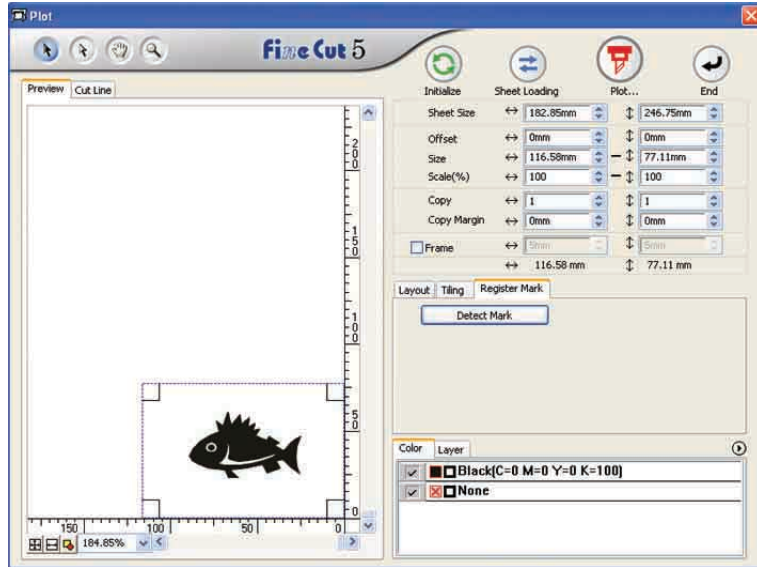 Plot
Fine Cut 5
Initialize Sheet Loading Plot... End
Preview Cut Line
Sheet Size 182.85mm 246.75mm
Offset 0mm 0mm
Size 116.58mm 77.11mm
Scale(%) 100 100
Copy 1 1
Copy Margin 0mm 0mm
Frame 5mm 5mm
116.58 mm 77.11 mm
Layout Tiling Register Mark
Detect Mark
Color Layer
Black(C=0 M=0 Y=0 K=100)
None
200
150
100
50
0
150 100 50 0
184.85%